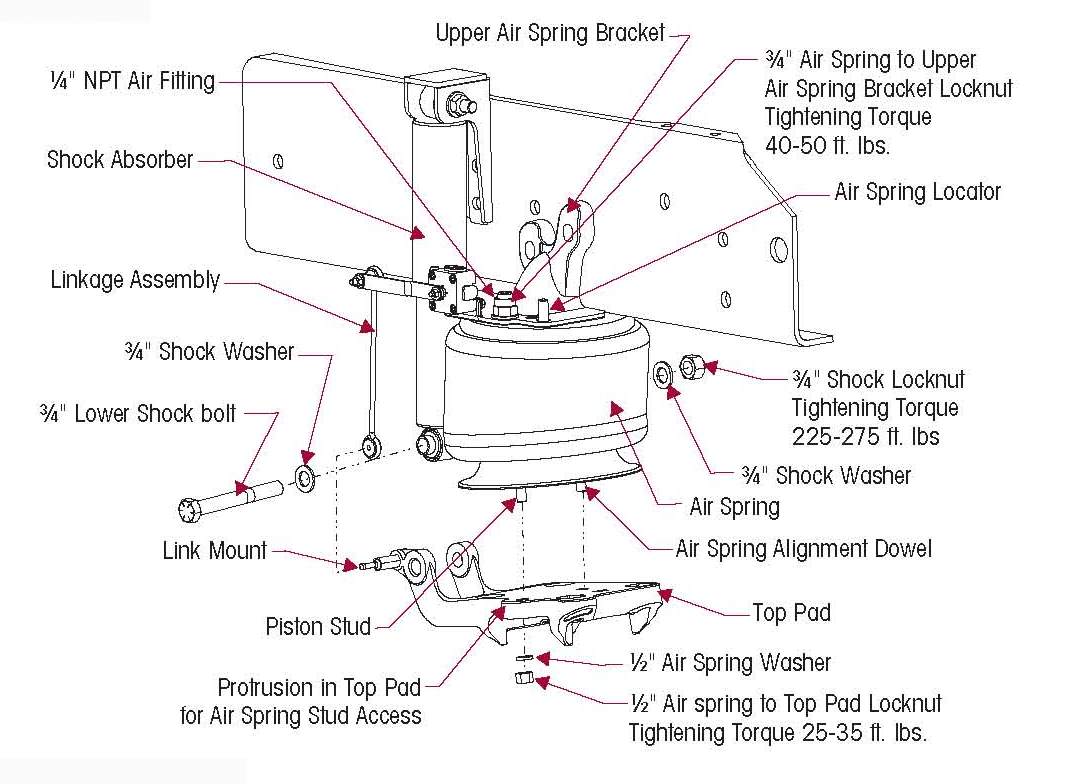 Upper Air Spring Bracket
¼" NPT Air Fitting
¾" Air Spring to Upper
Air Spring Bracket Locknut
Tightening Torque
40-50 ft. lbs.
Shock Absorber
Air Spring Locator
Linkage Assembly
¾" Shock Washer
¾" Lower Shock bolt
¾" Shock Locknut
Tightening Torque
225-275 ft. lbs
¾" Shock Washer
Air Spring
Link Mount
Air Spring Alignment Dowel
Piston Stud
Top Pad
Protrusion in Top Pad
for Air Spring Stud Access
½" Air Spring Washer
½" Air spring to Top Pad Locknut
Tightening Torque 25-35 ft. lbs.